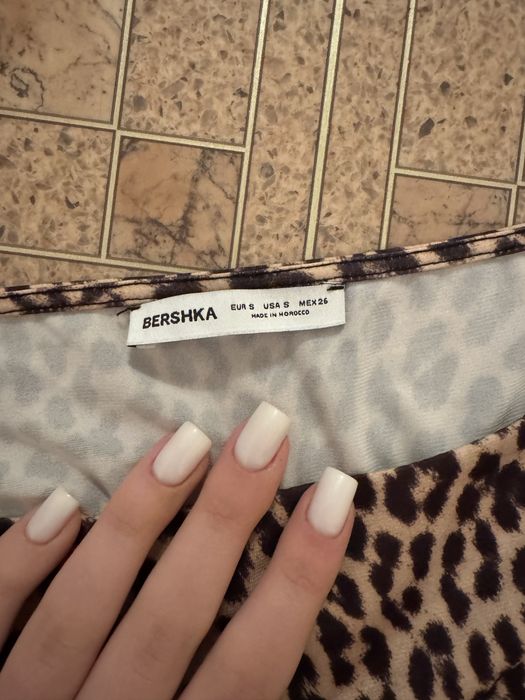 BERSHKA EUR S USA S MEX 26
MADE IN MOROCCO